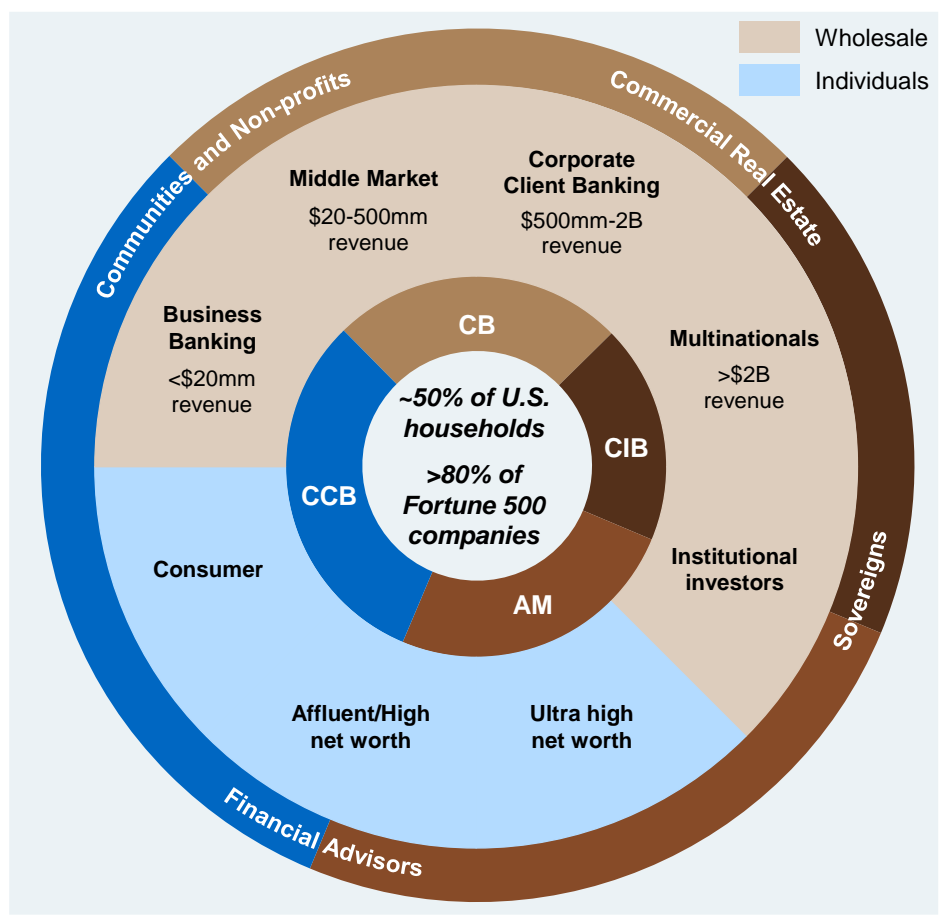 Wholesale
Individuals
Communities and Non-profits
Commercial Real Estate
Middle Market
$20-500mm
revenue
Corporate
Client Banking
$500mm-2B
revenue
Business
Banking
<$20mm
revenue
Multinationals
>$2B
revenue
CB
CIB
CCB
AM
~50% of U.S.
households
>80% of
Fortune 500
companies
Consumer
Institutional
investors
Sovereigns
Affluent/High
net worth
Ultra high
net worth
Financial Advisors